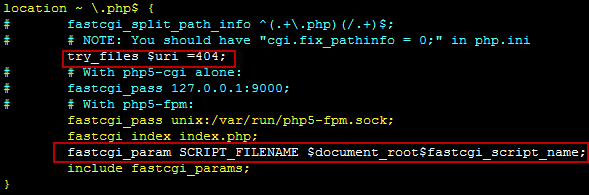 location ~ \.php$ {
# fastcgi_split_path_info ^(.+\.php)(/.+)$;
# # NOTE: You should have "cgi.fix_pathinfo = 0;" in php.ini
try_files $uri =404;
# # With php5-cgi alone:
# fastcgi_pass 127.0.0.1:9000;
# # With php5-fpm:
fastcgi_pass unix:/var/run/php5-fpm.sock;
fastcgi_index index.php;
fastcgi_param SCRIPT_FILENAME $document_root$fastcgi_script_name;
include fastcgi_params;
}